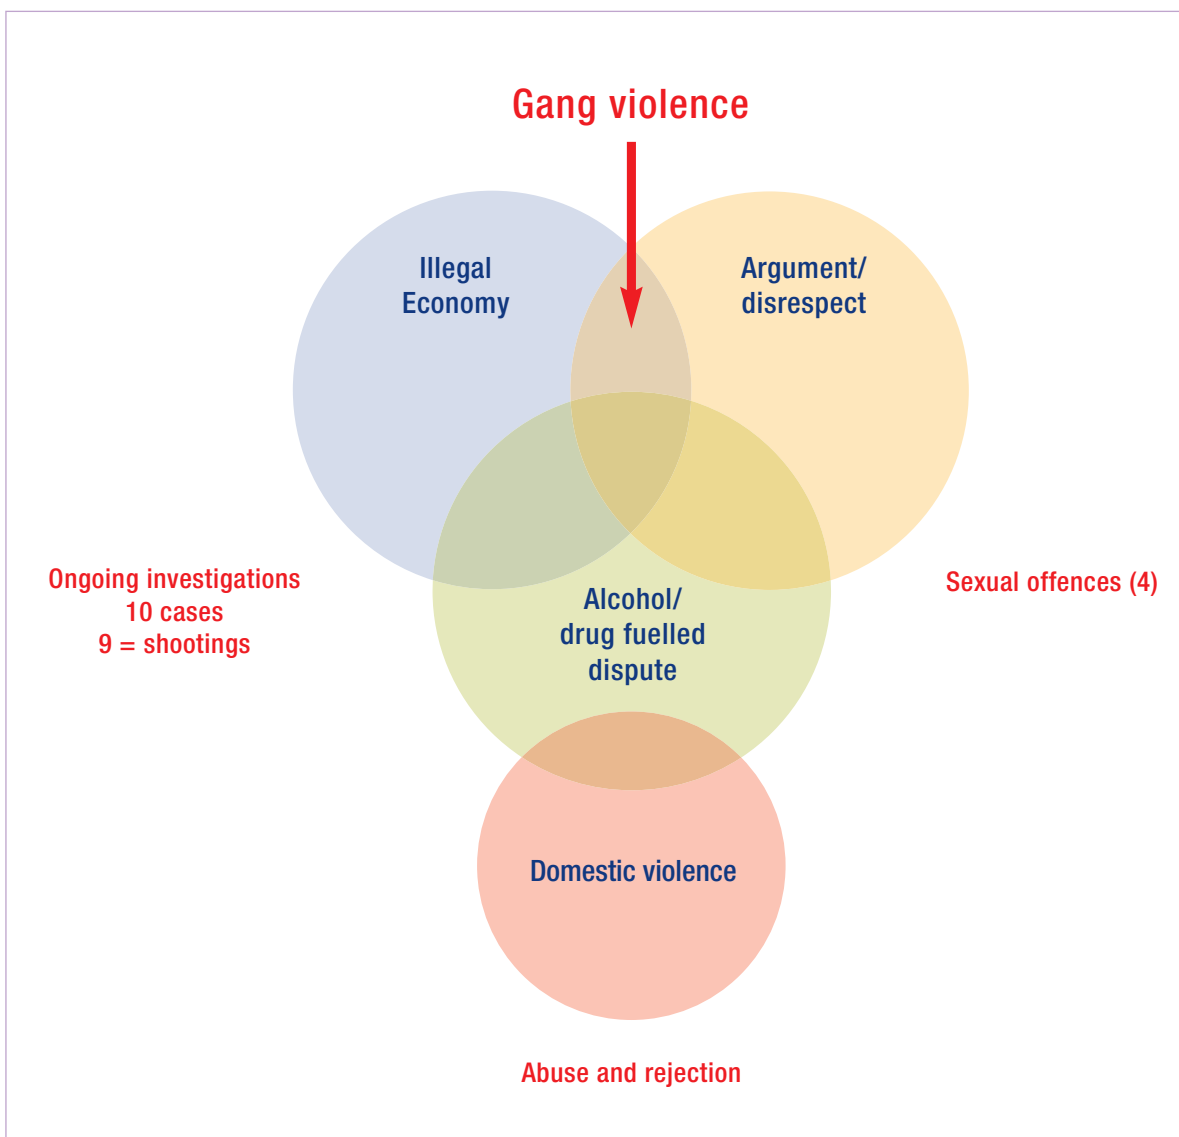 Gang violence
Illegal
Economy
Argument/
disrespect
Ongoing investigations
10 cases
9 = shootings
Alcohol/
drug fuelled
dispute
Sexual offences (4)
Domestic violence
Abuse and rejection